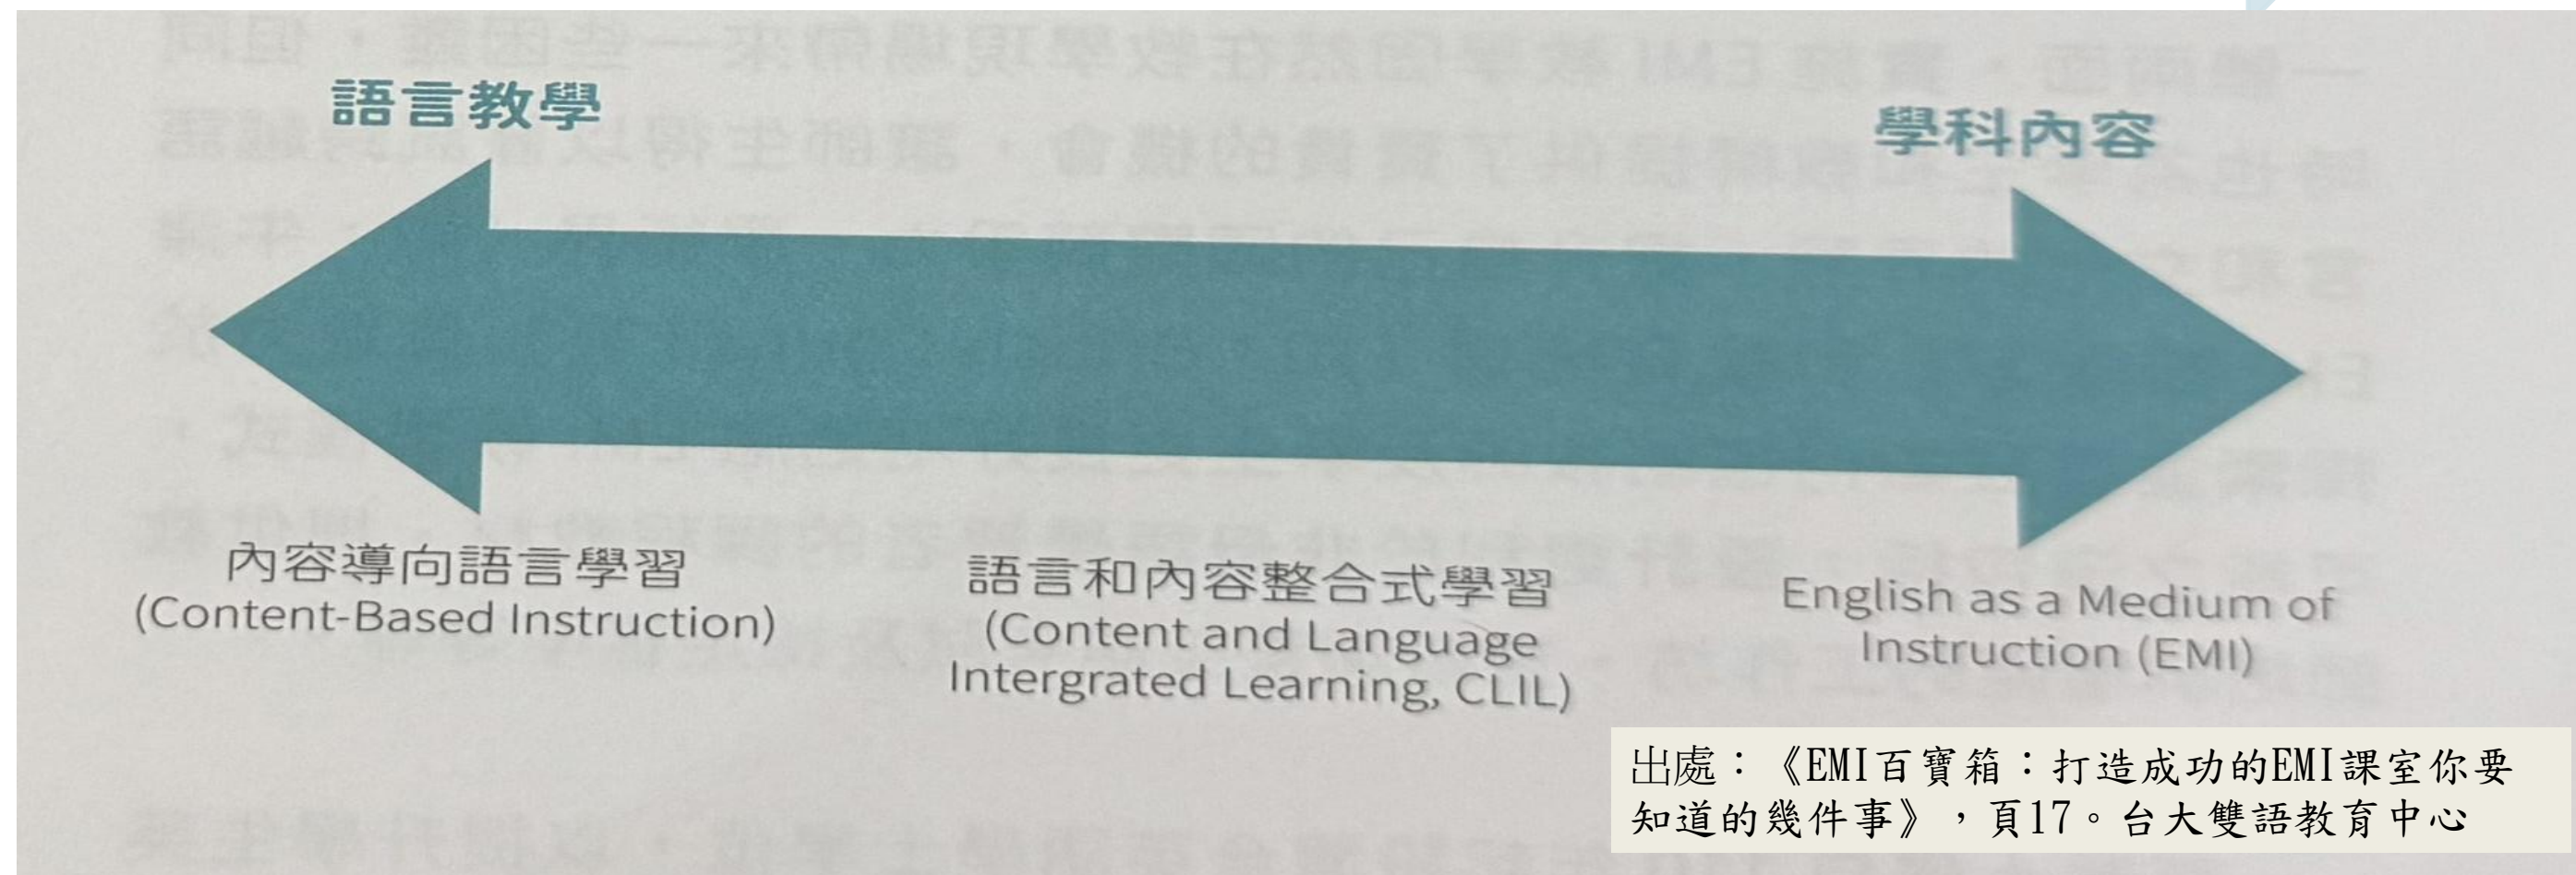 語言教學
學科內容
內容導向語言學習
(Content-Based Instruction)
語言和內容整合式學習
(Content and Language
Intergrated Learning, CLIL)
English as a Medium of
Instruction (EMI)
出處：《EMI百寶箱：打造成功的EMI課室你要
知道的幾件事》，頁17。台大雙語教育中心